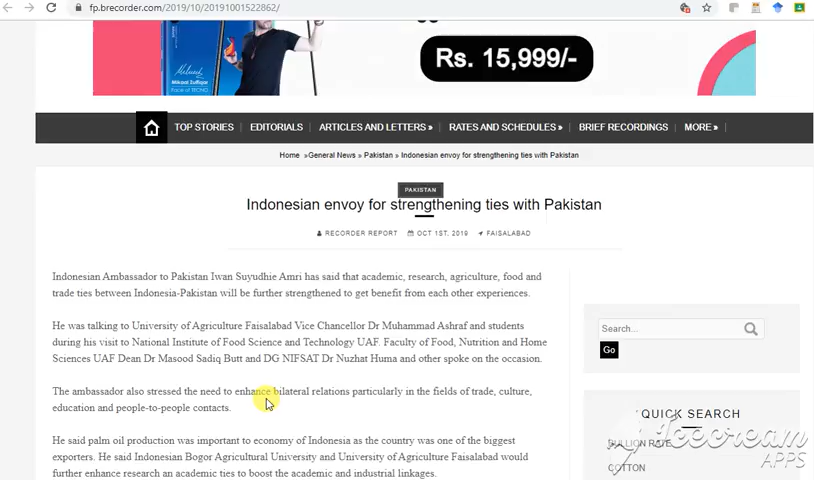 fp.brecorder.com/2019/10/20191001522862/
Rs. 15,999/-
Mikaal Zulfiqar
Face of TECNO
TOP STORIES | EDITORIALS | ARTICLES AND LETTERS » | RATES AND SCHEDULES » | BRIEF RECORDINGS | MORE »
Home »General News » Pakistan » Indonesian envoy for strengthening ties with Pakistan
PAKISTAN
Indonesian envoy for strengthening ties with Pakistan
RECORDER REPORT OCT 1ST, 2019 FAISALABAD
Indonesian Ambassador to Pakistan Iwan Suyudhie Amri has said that academic, research, agriculture, food and
trade ties between Indonesia-Pakistan will be further strengthened to get benefit from each other experiences.
He was talking to University of Agriculture Faisalabad Vice Chancellor Dr Muhammad Ashraf and students
during his visit to National Institute of Food Science and Technology UAF. Faculty of Food, Nutrition and Home
Sciences UAF Dean Dr Masood Sadiq Butt and DG NIFSAT Dr Nuzhat Huma and other spoke on the occasion.
The ambassador also stressed the need to enhance bilateral relations particularly in the fields of trade, culture,
education and people-to-people contacts.
He said palm oil production was important to economy of Indonesia as the country was one of the biggest
exporters. He said Indonesian Bogor Agricultural University and University of Agriculture Faisalabad would
further enhance research an academic ties to boost the academic and industrial linkages.
Search...
Go
QUICK SEARCH
BULLION RATE
COTTON
Icecream
APPS